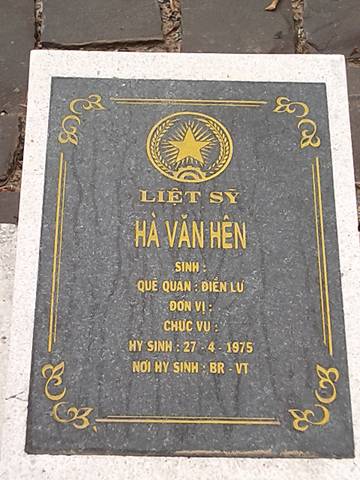 LIỆT SỸ
HÀ VĂN HÊN
SINH :
QUÊ QUÁN : ĐIỀN LƯ
ĐƠN VỊ :
CHỨC VỤ :
HY SINH : 27 - 4 - 1975
NƠI HY SINH : BR - VT